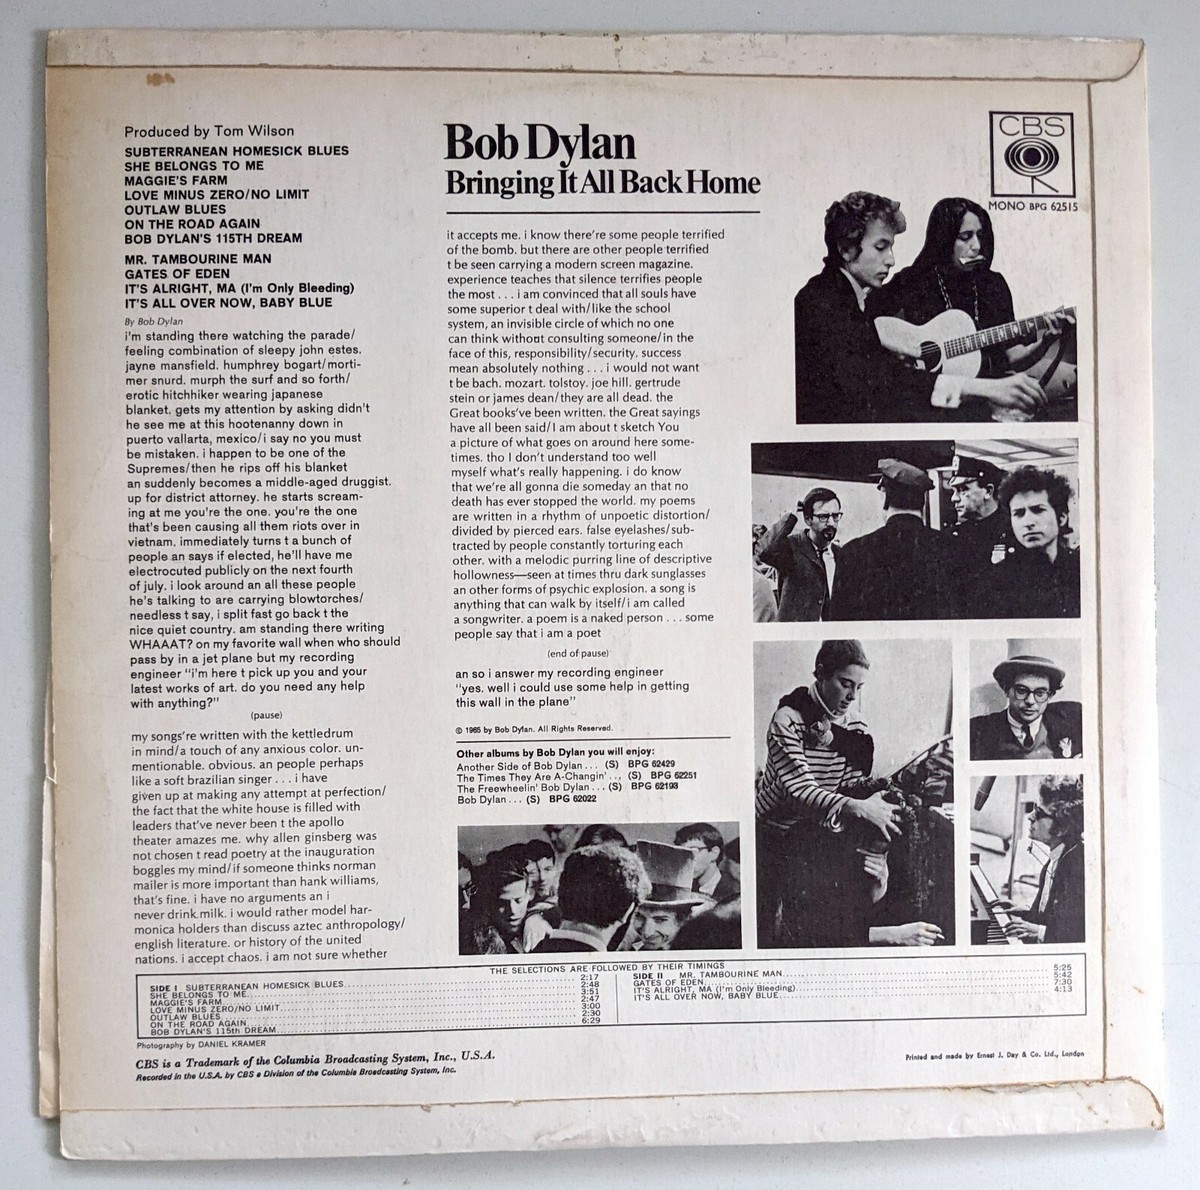 Produced by Tom Wilson
SUBTERRANEAN HOMESICK BLUES
SHE BELONGS TO ME
MAGGIE'S FARM
LOVE MINUS ZERO/NO LIMIT
OUTLAW BLUES
ON THE ROAD AGAIN
BOB DYLAN'S 115TH DREAM
MR. TAMBOURINE MAN
GATES OF EDEN
IT'S ALRIGHT, MA (I'm Only Bleeding)
IT'S ALL OVER NOW, BABY BLUE
By Bob Dylan
i'm standing there watching the parade/
feeling combination of sleepy john estes.
jayne mansfield. humphrey bogart/morti-
mer snurd. murph the surf and so forth/
erotic hitchhiker wearing japanese
blanket. gets my attention by asking didn't
he see me at this hootenanny down in
puerto vallarta, mexico/i say no you must
be mistaken. i happen to be one of the
Supremes/then he rips off his blanket
an suddenly becomes a middle-aged druggist.
up for district attorney. he starts scream-
ing at me you're the one. you're the one
that's been causing all them riots over in
vietnam. immediately turns t a bunch of
people an says if elected, he'll have me
electrocuted publicly on the next fourth
of july. i look around an all these people
he's talking to are carrying blowtorches/
needless t say, i split fast go back t the
nice quiet country. am standing there writing
WHAAAT? on my favorite wall when who should
pass by in a jet plane but my recording
engineer "i'm here t pick up you and your
latest works of art. do you need any help
with anything?"
(pause)
my songs're written with the kettledrum
in mind/a touch of any anxious color. un-
mentionable. obvious. an people perhaps
like a soft brazilian singer . . . i have
given up at making any attempt at perfection/
the fact that the white house is filled with
leaders that've never been t the apollo
theater amazes me. why allen ginsberg was
not chosen t read poetry at the inauguration
boggles my mind/if someone thinks norman
mailer is more important than hank williams,
that's fine. i have no arguments an i
never drink milk. i would rather model har-
monica holders than discuss aztec anthropology/
english literature. or history of the united
nations. i accept chaos. i am not sure whether
Bob Dylan
Bringing It All Back Home
it accepts me. i know there're some people terrified
of the bomb. but there are other people terrified
t be seen carrying a modern screen magazine.
experience teaches that silence terrifies people
the most . . . i am convinced that all souls have
some superior t deal with/like the school
system, an invisible circle of which no one
can think without consulting someone/in the
face of this, responsibility/security. success
mean absolutely nothing . . . i would not want
t be bach. mozart. tolstoy. joe hill. gertrude
stein or james dean/they are all dead. the
Great books've been written. the Great sayings
have all been said/I am about t sketch You
a picture of what goes on around here some-
times. tho I don't understand too well
myself what's really happening. i do know
that we're all gonna die someday an that no
death has ever stopped the world. my poems
are written in a rhythm of unpoetic distortion/
divided by pierced ears. false eyelashes/sub-
tracted by people constantly torturing each
other. with a melodic purring line of descriptive
hollowness—seen at times thru dark sunglasses
an other forms of psychic explosion. a song is
anything that can walk by itself/i am called
a songwriter. a poem is a naked person . . . some
people say that i am a poet
(end of pause)
an so i answer my recording engineer
"yes. well i could use some help in getting
this wall in the plane"
© 1965 by Bob Dylan. All Rights Reserved.
Other albums by Bob Dylan you will enjoy:
Another Side of Bob Dylan . . . (S) BPG 62429
The Times They Are A-Changin' . . . (S) BPG 62251
The Freewheelin' Bob Dylan . . . (S) BPG 62193
Bob Dylan . . . (S) BPG 62022
CBS
MONO BPG 62515
THE SELECTIONS ARE FOLLOWED BY THEIR TIMINGS
SIDE I SUBTERRANEAN HOMESICK BLUES 2:17
SHE BELONGS TO ME 2:48
MAGGIE'S FARM 3:51
LOVE MINUS ZERO/NO LIMIT 2:47
OUTLAW BLUES 3:00
ON THE ROAD AGAIN 2:30
BOB DYLAN'S 115th DREAM 6:29
SIDE II MR. TAMBOURINE MAN 5:25
GATES OF EDEN 5:42
IT'S ALRIGHT, MA (I'm Only Bleeding) 7:30
IT'S ALL OVER NOW, BABY BLUE 4:13
Photography by DANIEL KRAMER
CBS is a Trademark of the Columbia Broadcasting System, Inc., U.S.A.
Recorded in the U.S.A. by CBS a Division of the Columbia Broadcasting System, Inc.
Printed and made by Ernest J. Day & Co. Ltd., London